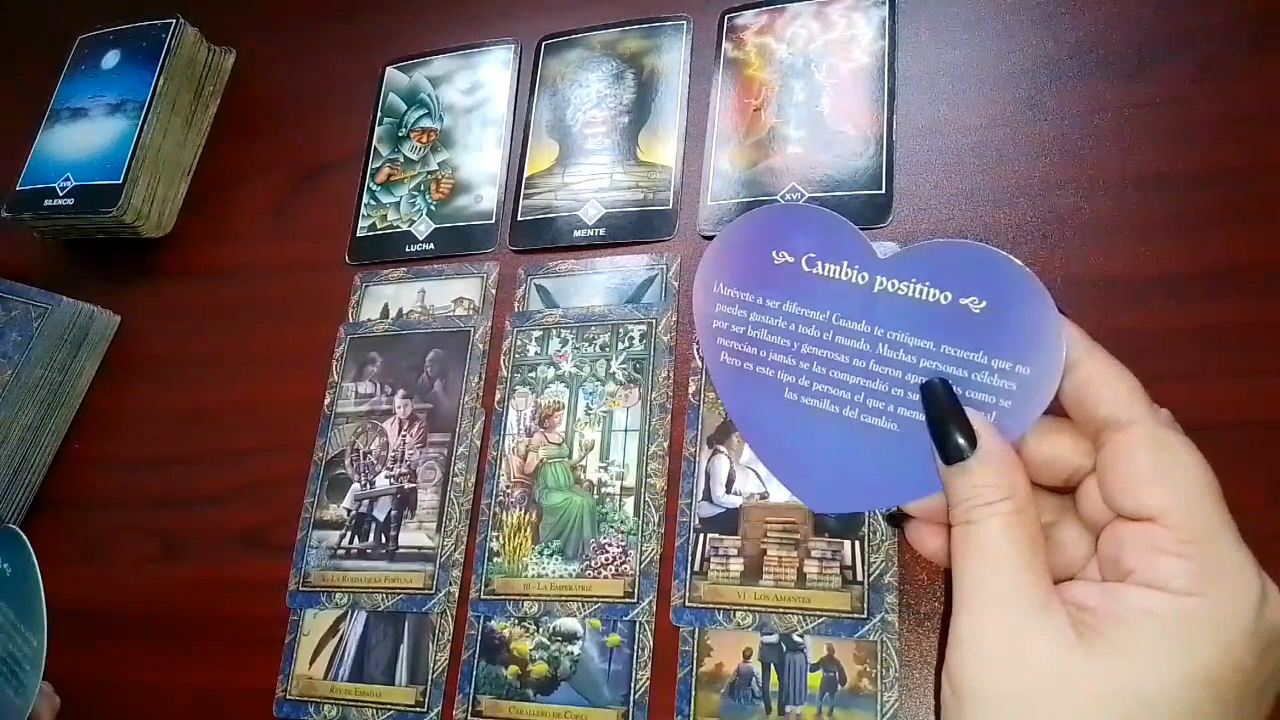 XVIII
SILENCIO
LUCHA
MENTE
XVI
Cambio positivo
¡Atrévete a ser diferente! Cuando te critiquen, recuerda que no
puedes gustarle a todo el mundo. Muchas personas célebres
por ser brillantes y generosas no fueron como se
merecían o jamás se las comprendió en su
Pero es este tipo de persona el que a
las semillas del cambio.
X - LA RUEDA DE LA FORTUNA
III - LA EMPERATRIZ
VI - LOS AMANTES
REY DE ESPADAS
CABALLERO DE COPAS